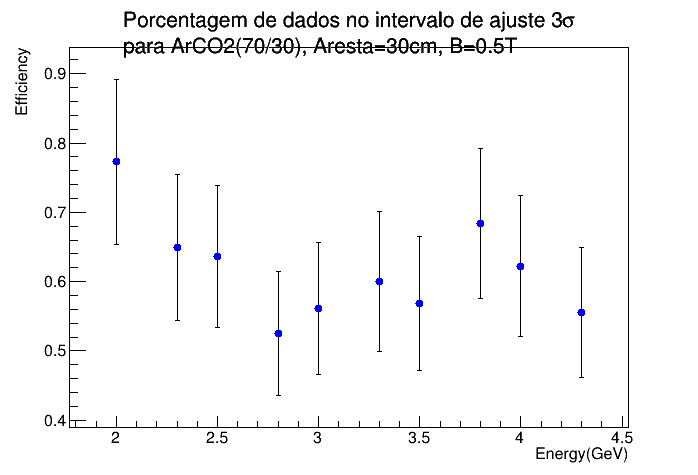 Porcentagem de dados no intervalo de ajuste 3σ
para ArCO2(70/30), Aresta=30cm, B=0.5T
Efficiency
0.9
0.8
0.7
0.6
0.5
0.4
2 2.5 3 3.5 4 4.5
Energy(GeV)